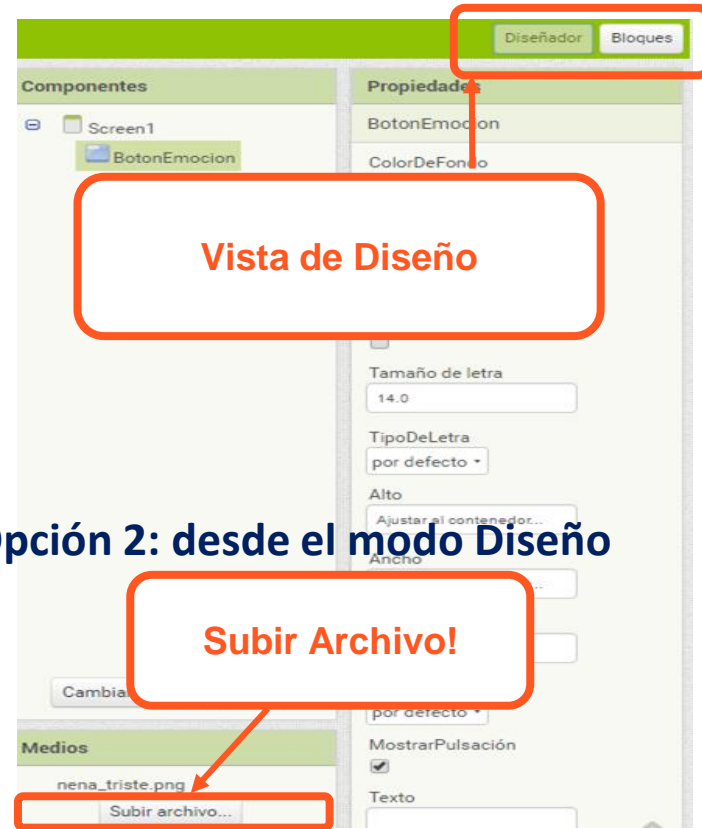 Diseñador Bloques
Componentes
Screen1
BotonEmocion
Propiedades
BotonEmocion
ColorDeFondo
Vista de Diseño
Tamaño de letra
14.0
TipoDeLetra
por defecto
Alto
Ajustar al contenedor...
pción 2: desde el modo Diseño
Ancho
...
Subir Archivo!
Cambia
por defecto
Medios
nena_triste.png
Subir archivo...
MostrarPulsación
Texto